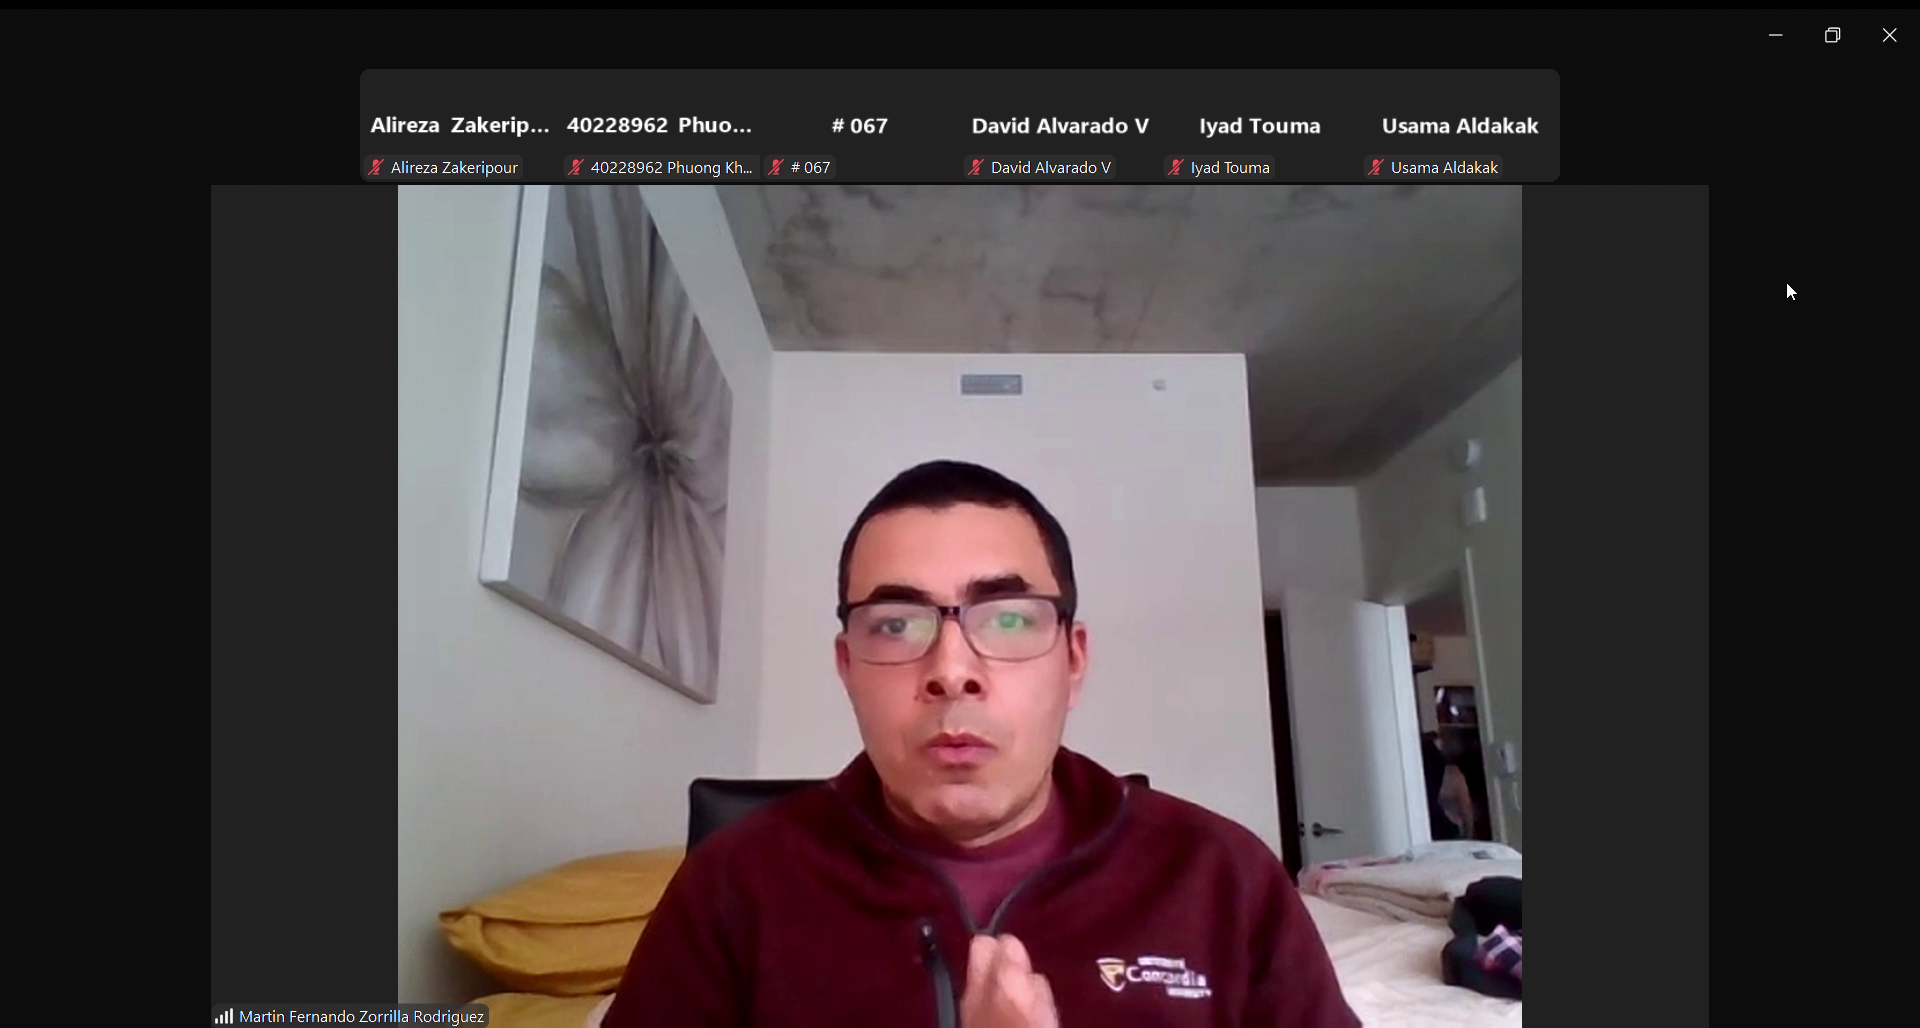 Alireza Zakerip...
40228962 Phuo...
# 067
David Alvarado V
Iyad Touma
Usama Aldakak
Alireza Zakeripour
40228962 Phuong Kh...
# 067
David Alvarado V
Iyad Touma
Usama Aldakak
Concordia
Martin Fernando Zorrilla Rodriguez